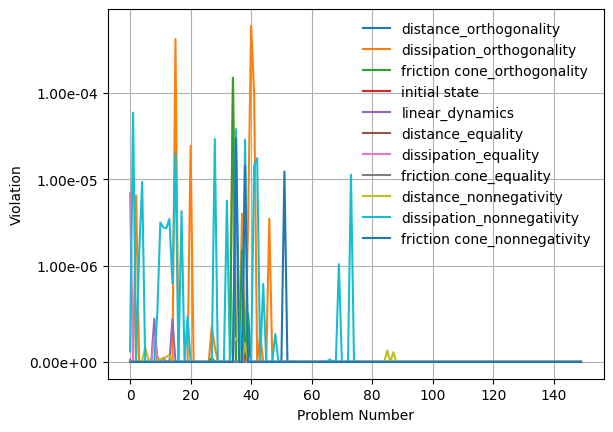 distance_orthogonality
dissipation_orthogonality
friction cone_orthogonality
initial state
linear_dynamics
distance_equality
dissipation_equality
friction cone_equality
distance_nonnegativity
dissipation_nonnegativity
friction cone_nonnegativity
1.00e-04
1.00e-05
1.00e-06
0.00e+00
Violation
0 20 40 60 80 100 120 140
Problem Number